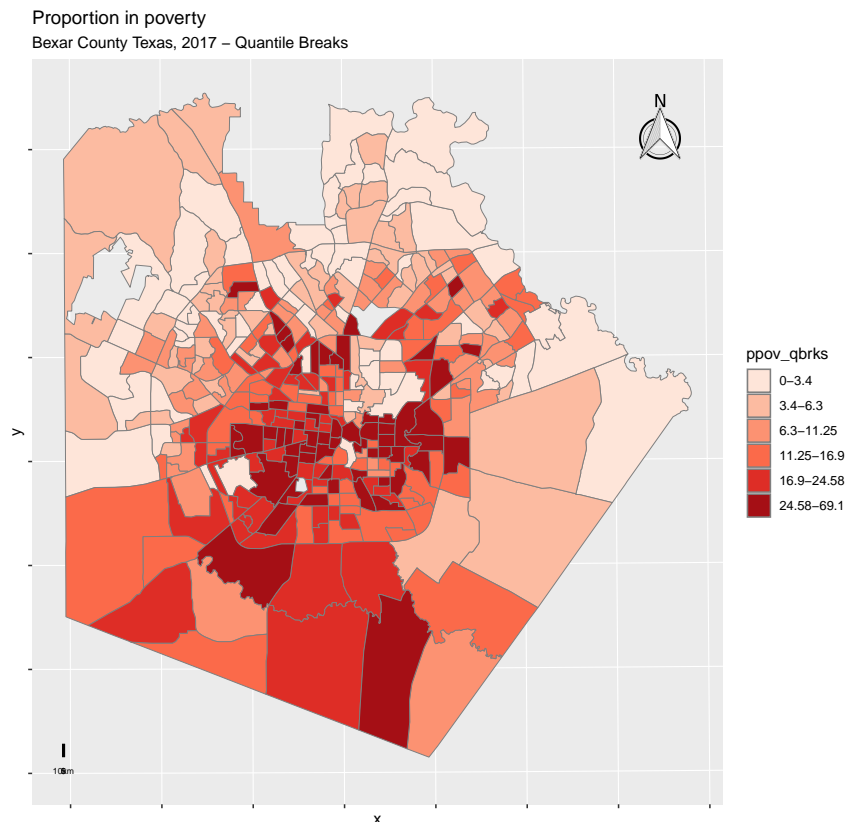 Proportion in poverty
Bexar County Texas, 2017 − Quantile Breaks
N
y
ppov_qbrks
0−3.4
3.4−6.3
6.3−11.25
11.25−16.9
16.9−24.58
24.58−69.1
x